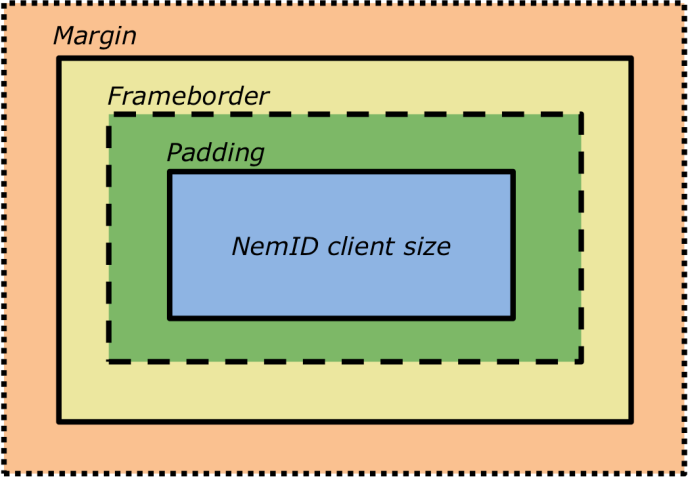 Margin
Frameborder
Padding
NemID client size